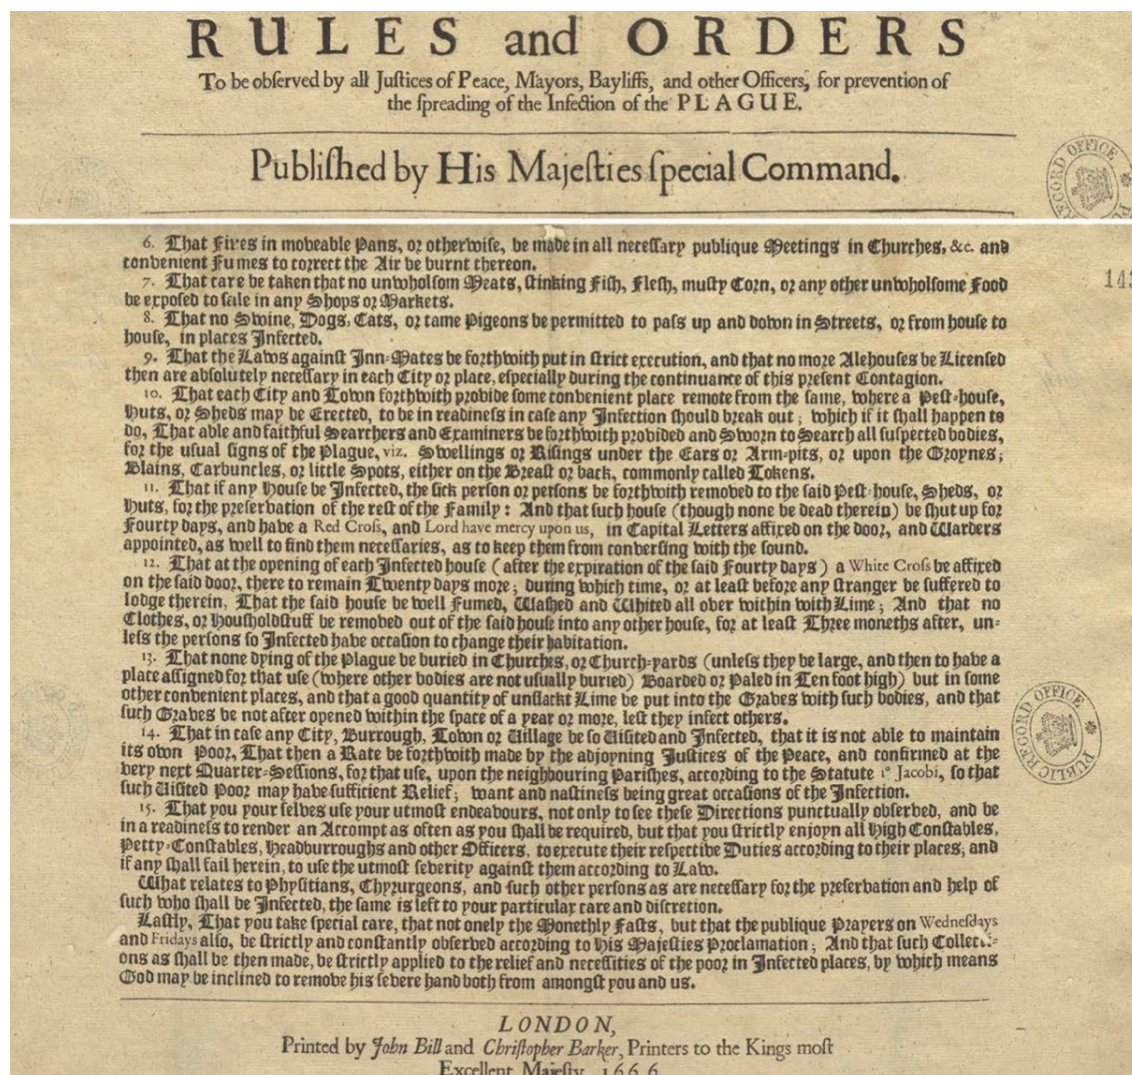 RULES and ORDERS
To be obſerved by all Juſtices of Peace, Mayors, Bayliffs, and other Officers, for prevention of
the ſpreading of the Infection of the PLAGUE.
Publiſhed by His Majeſties ſpecial Command.
RECORD OFFICE
6. That Fires in moveable Pans, or otherwiſe, be made in all neceſſary publique Meetings in Churches, &c. and
convenient Fumes to correct the Air be burnt thereon.
7. That care be taken that no unwholſom Meats, ſtinking Fiſh, Fleſh, muſty Corn, or any other unwholſome Food
be expoſed to ſale in any Shops or Markets.
143
8. That no Swine, Dogs, Cats, or tame Pigeons be permitted to paſs up and down in Streets, or from houſe to
houſe, in places Infected.
9. That the Laws againſt Inn-Mates be forthwith put in ſtrict execution, and that no more Alehouſes be Licenſed
then are abſolutely neceſſary in each City or place, eſpecially during the continuance of this preſent Contagion.
10. That each City and Town forthwith provide ſome convenient place remote from the ſame, where a Peſt-houſe,
Huts, or Sheds may be Erected, to be in readineſs in caſe any Infection ſhould break out; which if it ſhall happen to
do, That able and faithful Searchers and Examiners be forthwith provided and Sworn to Search all ſuſpected bodies,
for the uſual ſigns of the Plague, viz. Swellings or Riſings under the Ears or Arm-pits, or upon the Groynes;
Blains, Carbuncles, or little Spots, either on the Breaſt or back, commonly called Tokens.
11. That if any Houſe be Infected, the ſick perſon or perſons be forthwith removed to the ſaid Peſt-houſe, Sheds, or
Huts, for the preſervation of the reſt of the Family: And that ſuch houſe (though none be dead therein) be ſhut up for
Fourty days, and have a Red Croſs, and Lord have mercy upon us, in Capital Letters affixed on the door, and Warders
appointed, as well to find them neceſſaries, as to keep them from converſing with the ſound.
12. That at the opening of each Infected houſe (after the expiration of the ſaid Fourty days) a White Croſs be affixed
on the ſaid door, there to remain Twenty days more; during which time, or at leaſt before any ſtranger be ſuffered to
lodge therein, That the ſaid houſe be well Fumed, Waſhed and Whited all over within with Lime; And that no
Clothes, or Houſholdſtuff be removed out of the ſaid houſe into any other houſe, for at leaſt Three moneths after, un-
leſs the perſons ſo Infected have occaſion to change their habitation.
13. That none dying of the Plague be buried in Churches, or Church-yards (unleſs they be large, and then to have a
place aſſigned for that uſe (where other bodies are not uſually buried) Boarded or Paled in Ten foot high) but in ſome
other convenient places, and that a good quantity of unſlackt Lime be put into the Graves with ſuch bodies, and that
ſuch Graves be not after opened within the ſpace of a year or more, leſt they infect others.
14. That in caſe any City, Burrough, Town or Village be ſo Viſited and Infected, that it is not able to maintain
its own Poor, That then a Rate be forthwith made by the adjoyning Juſtices of the Peace, and confirmed at the
very next Quarter-Seſſions, for that uſe, upon the neighbouring Pariſhes, according to the Statute 1º Jacobi, ſo that
ſuch Viſited Poor may have ſufficient Relief; want and naſtineſs being great occaſions of the Infection.
PUBLIC RECORD OFFICE
15. That you your ſelves uſe your utmoſt endeavours, not only to ſee theſe Directions punctually obſerved, and be
in a readineſs to render an Accompt as often as you ſhall be required, but that you ſtrictly enjoyn all High Conſtables,
Petty-Conſtables, Headburroughs and other Officers, to execute their reſpective Duties according to their places; and
if any ſhall fail herein, to uſe the utmoſt ſeverity againſt them according to Law.
What relates to Phyſitians, Chyrurgeons, and ſuch other perſons as are neceſſary for the preſervation and help of
ſuch who ſhall be Infected, the ſame is left to your particular care and diſcretion.
Laſtly, That you take ſpecial care, that not onely the Monethly Faſts, but that the publique Prayers on Wedneſdays
and Fridays alſo, be ſtrictly and conſtantly obſerved according to His Majeſties Proclamation; And that ſuch Collecti-
ons as ſhall be then made, be ſtrictly applied to the relief and neceſſities of the poor in Infected places, by which means
God may be inclined to remove his ſevere hand both from amongſt you and us.
LONDON,
Printed by John Bill and Chriſtopher Barker, Printers to the Kings moſt
Excellent Majeſty, 1666.